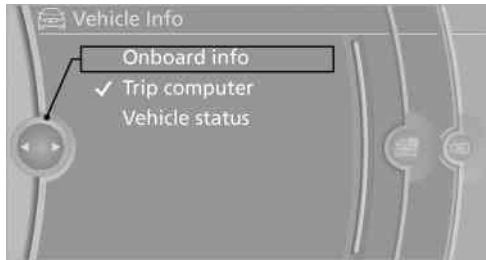 Vehicle Info
Onboard info
Trip computer
Vehicle status